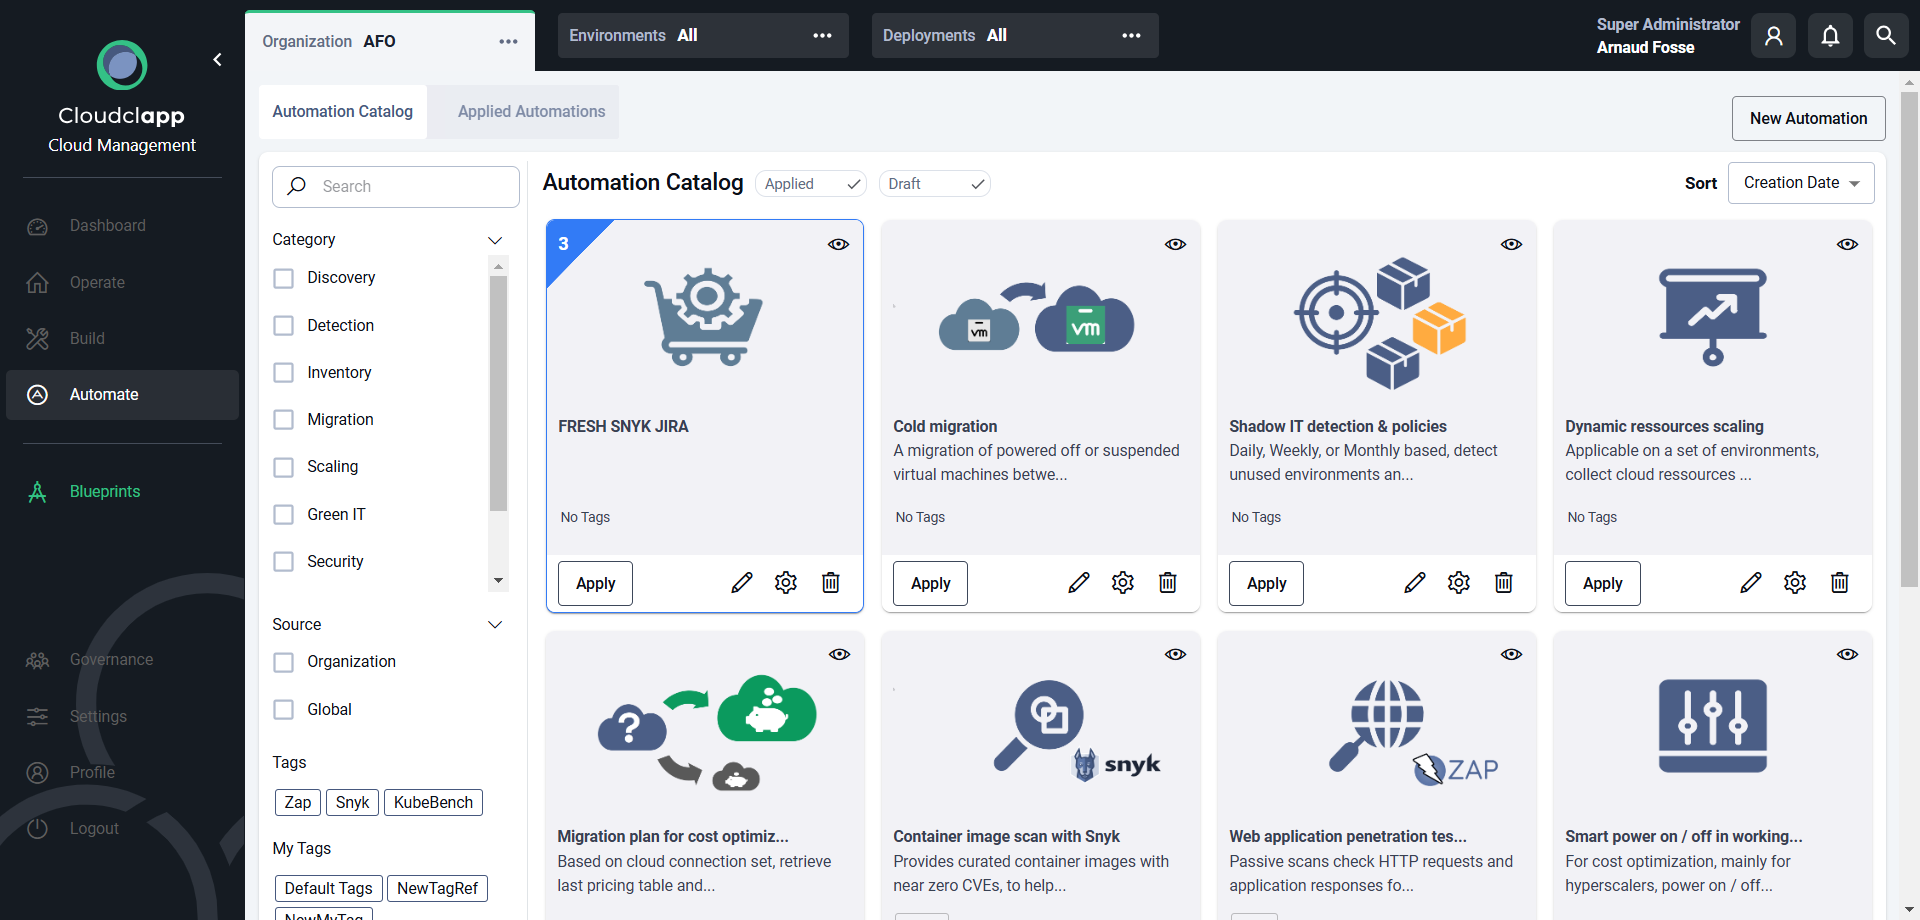 Cloudclapp
Cloud Management
Dashboard
Operate
Build
Automate
Blueprints
Governance
Settings
Profile
Logout
Organization AFO
Environments All
Deployments All
Super Administrator
Arnaud Fosse
Automation Catalog
Applied Automations
New Automation
Search
Category
Discovery
Detection
Inventory
Migration
Scaling
Green IT
Security
Source
Organization
Global
Tags
Zap Snyk KubeBench
My Tags
Default Tags NewTagRef
NewMyTag
Automation Catalog
Applied
Draft
Sort
Creation Date
3
FRESH SNYK JIRA
No Tags
Apply
vm
vm
Cold migration
A migration of powered off or suspended
virtual machines betwe...
No Tags
Apply
Shadow IT detection & policies
Daily, Weekly, or Monthly based, detect
unused environments an...
No Tags
Apply
Dynamic ressources scaling
Applicable on a set of environments,
collect cloud ressources ...
No Tags
Apply
?
Migration plan for cost optimiz...
Based on cloud connection set, retrieve
last pricing table and...
snyk
Container image scan with Snyk
Provides curated container images with
near zero CVEs, to help...
ZAP
Web application penetration tes...
Passive scans check HTTP requests and
application responses fo...
Smart power on / off in working...
For cost optimization, mainly for
hyperscalers, power on / off...